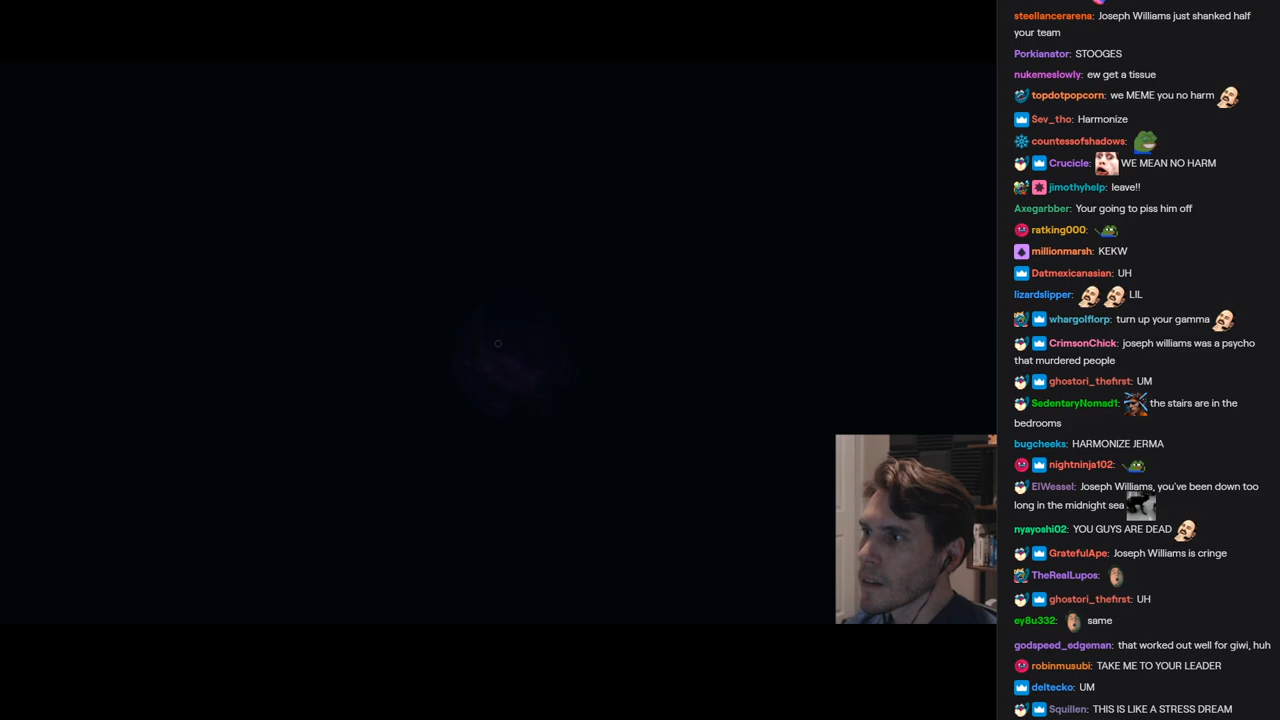 steellancerarena: Joseph Williams just shanked half
your team
Porkianator: STOOGES
nukemeslowly: ew get a tissue
topdotpopcorn: we MEME you no harm
Sev_tho: Harmonize
countessofshadows:
Crucicle: WE MEAN NO HARM
jimothyhelp: leave!!
Axegarbber: Your going to piss him off
ratking000:
millionmarsh: KEKW
Datmexicanasian: UH
lizardslipper: LIL
whargolflorp: turn up your gamma
CrimsonChick: joseph williams was a psycho
that murdered people
ghostori_thefirst: UM
SedentaryNomad1: the stairs are in the
bedrooms
bugcheeks: HARMONIZE JERMA
nightninja102:
ElWeasel: Joseph Williams, you've been down too
long in the midnight sea
nyayoshi02: YOU GUYS ARE DEAD
GratefulApe: Joseph Williams is cringe
TheRealLupos:
ghostori_thefirst: UH
ey8u332: same
godspeed_edgeman: that worked out well for giwi, huh
robinmusubi: TAKE ME TO YOUR LEADER
deltecko: UM
Squillen: THIS IS LIKE A STRESS DREAM